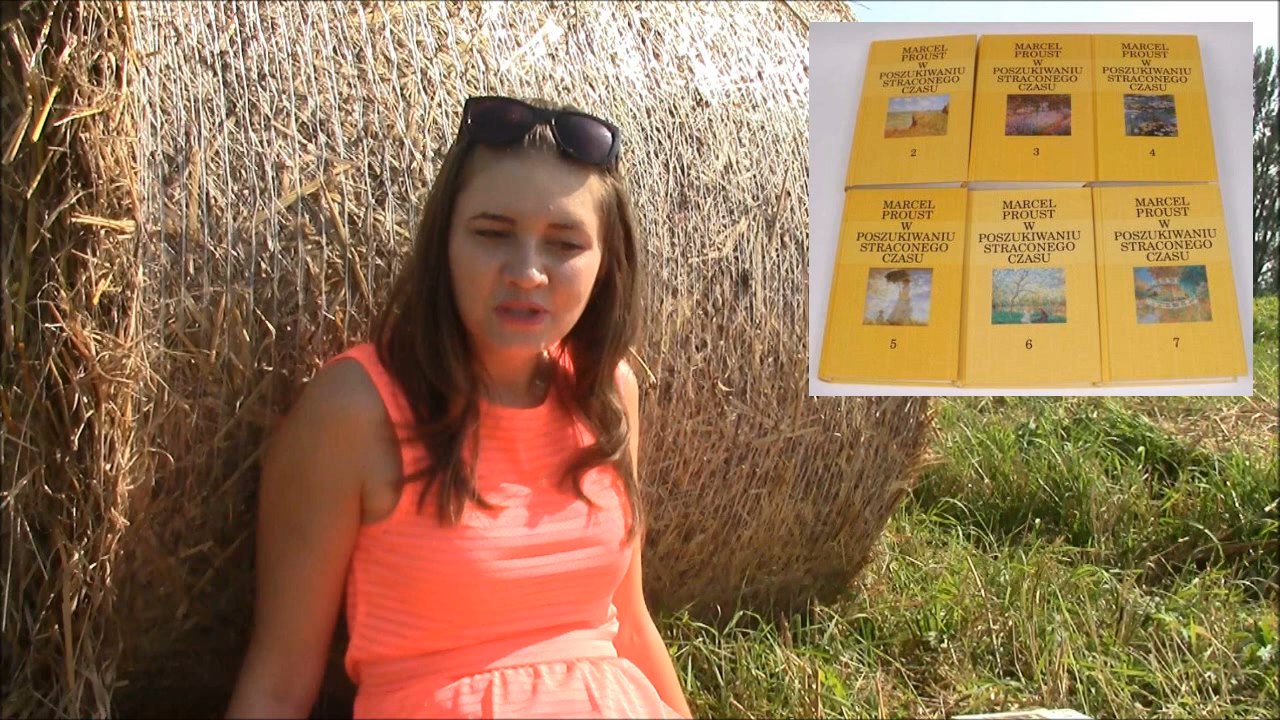 MARCEL
PROUST
W
POSZUKIWANIU
STRACONEGO
CZASU
2
MARCEL
PROUST
W
POSZUKIWANIU
STRACONEGO
CZASU
3
MARCEL
PROUST
W
POSZUKIWANIU
STRACONEGO
CZASU
4
MARCEL
PROUST
W
POSZUKIWANIU
STRACONEGO
CZASU
5
MARCEL
PROUST
W
POSZUKIWANIU
STRACONEGO
CZASU
6
MARCEL
PROUST
W
POSZUKIWANIU
STRACONEGO
CZASU
7